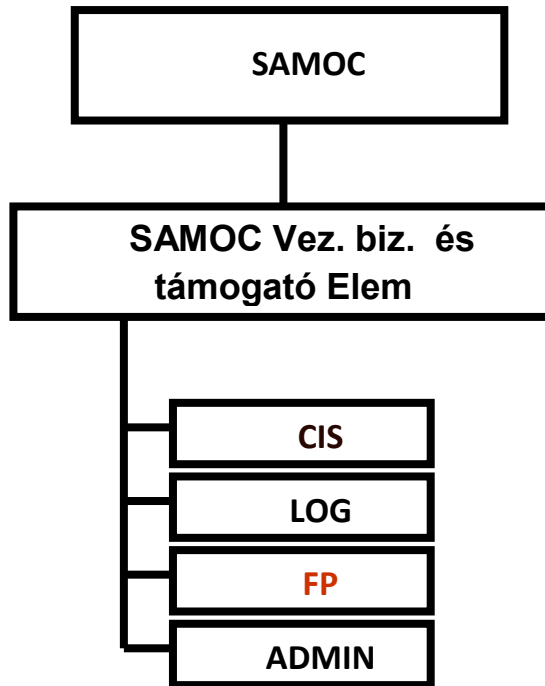 SAMOC
SAMOC Vez. biz. és
támogató Elem
CIS
LOG
FP
ADMIN